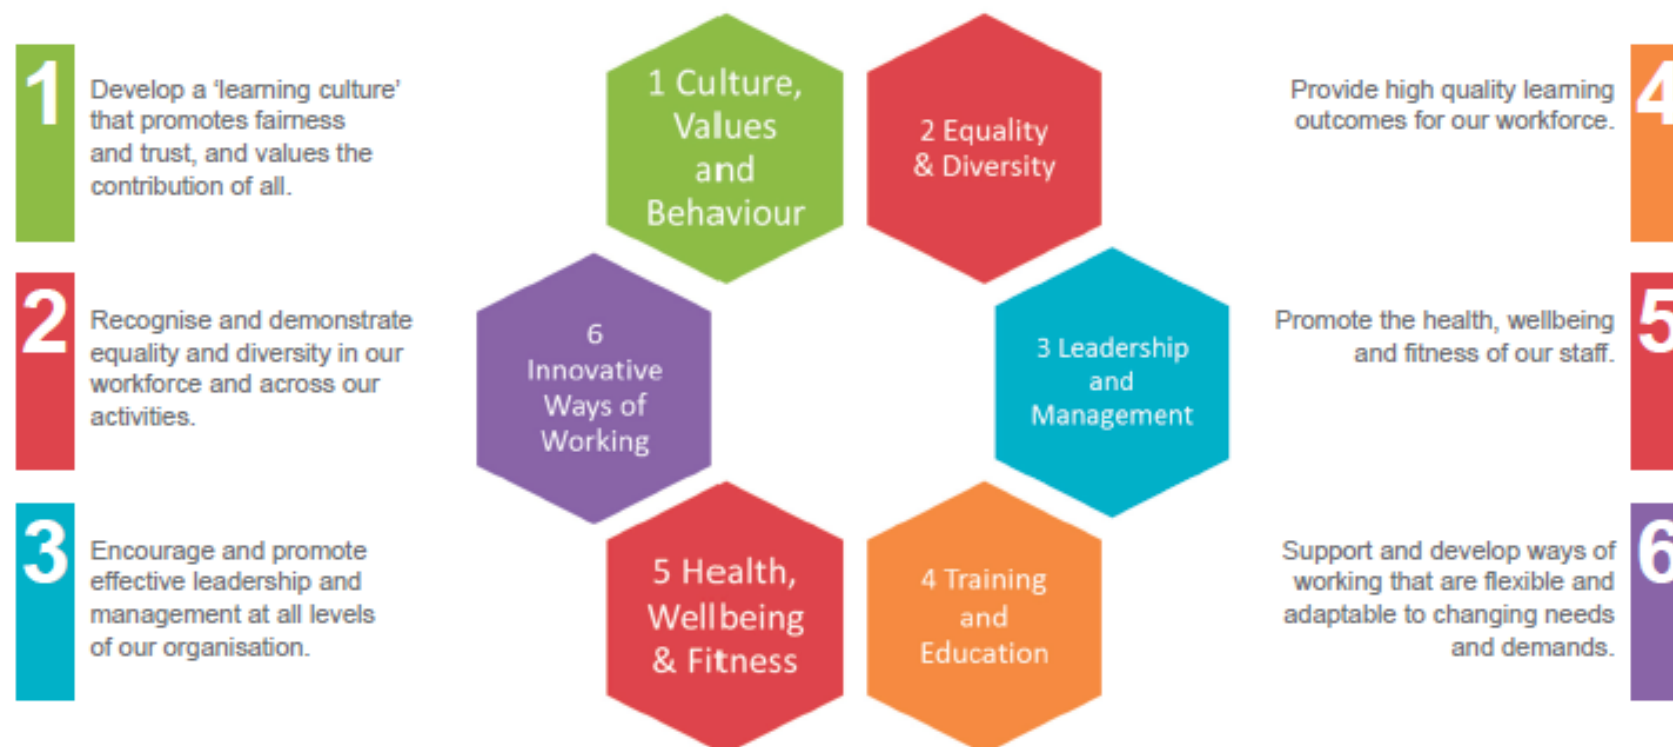 1
Develop a ‘learning culture’
that promotes fairness
and trust, and values the
contribution of all.
2
Recognise and demonstrate
equality and diversity in our
workforce and across our
activities.
3
Encourage and promote
effective leadership and
management at all levels
of our organisation.
1 Culture,
Values
and
Behaviour
2 Equality
& Diversity
3 Leadership
and
Management
4 Training
and
Education
5 Health,
Wellbeing
& Fitness
6
Innovative
Ways of
Working
Provide high quality learning
outcomes for our workforce.
4
Promote the health, wellbeing
and fitness of our staff.
5
Support and develop ways of
working that are flexible and
adaptable to changing needs
and demands.
6